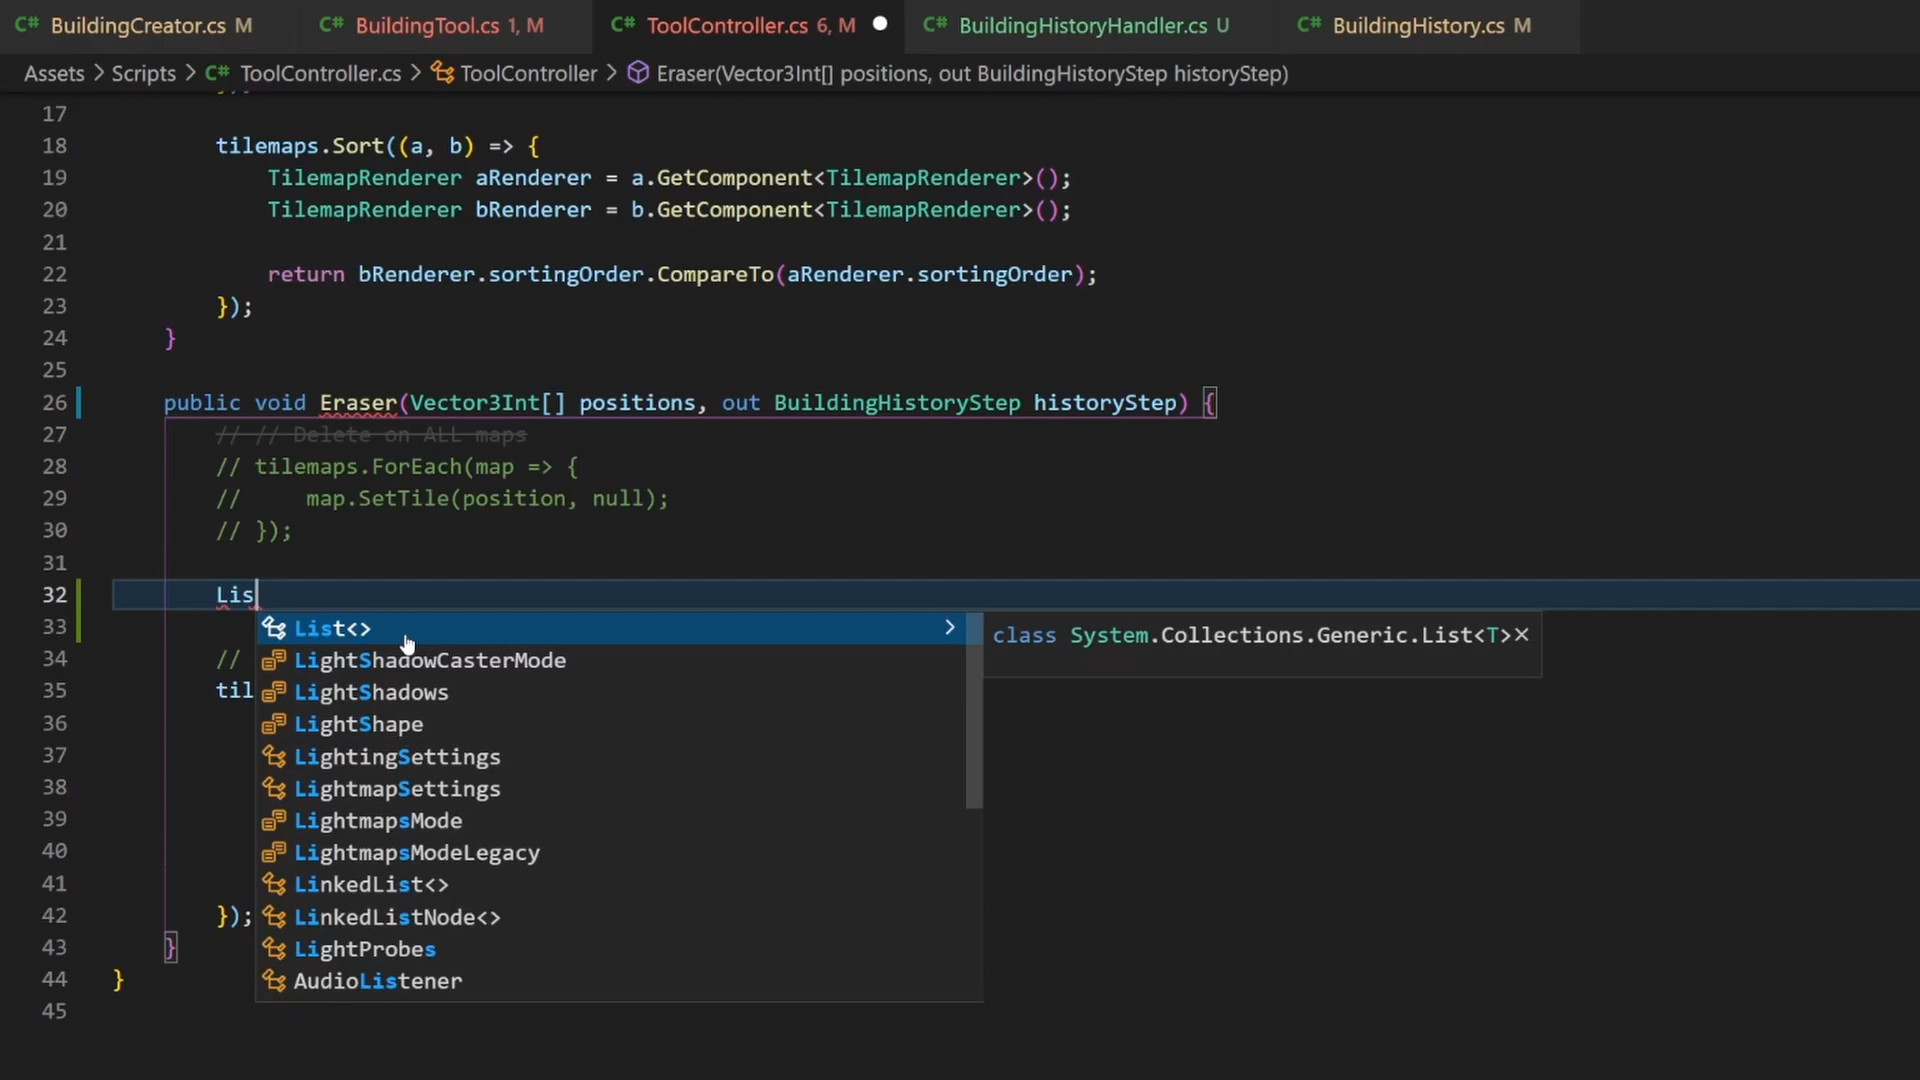 C# BuildingCreator.cs M
C# BuildingTool.cs 1, M
C# ToolController.cs 6, M
C# BuildingHistoryHandler.cs U
C# BuildingHistory.cs M
Assets > Scripts > C# ToolController.cs > ToolController > Eraser(Vector3Int[] positions, out BuildingHistoryStep historyStep)
17
18 tilemaps.Sort((a, b) => {
19 TilemapRenderer aRenderer = a.GetComponent<TilemapRenderer>();
20 TilemapRenderer bRenderer = b.GetComponent<TilemapRenderer>();
21
22 return bRenderer.sortingOrder.CompareTo(aRenderer.sortingOrder);
23 });
24 }
25
26 public void Eraser(Vector3Int[] positions, out BuildingHistoryStep historyStep) {
27 // // Delete on ALL maps
28 // tilemaps.ForEach(map => {
29 //     map.SetTile(position, null);
30 // });
31
32 Lis
33
34 //
35 til
36
37
38
39
40
41
42 });
43 }
44 }
45
List<>
LightShadowCasterMode
LightShadows
LightShape
LightingSettings
LightmapSettings
LightmapsMode
LightmapsModeLegacy
LinkedList<>
LinkedListNode<>
LightProbes
AudioListener
class System.Collections.Generic.List<T>